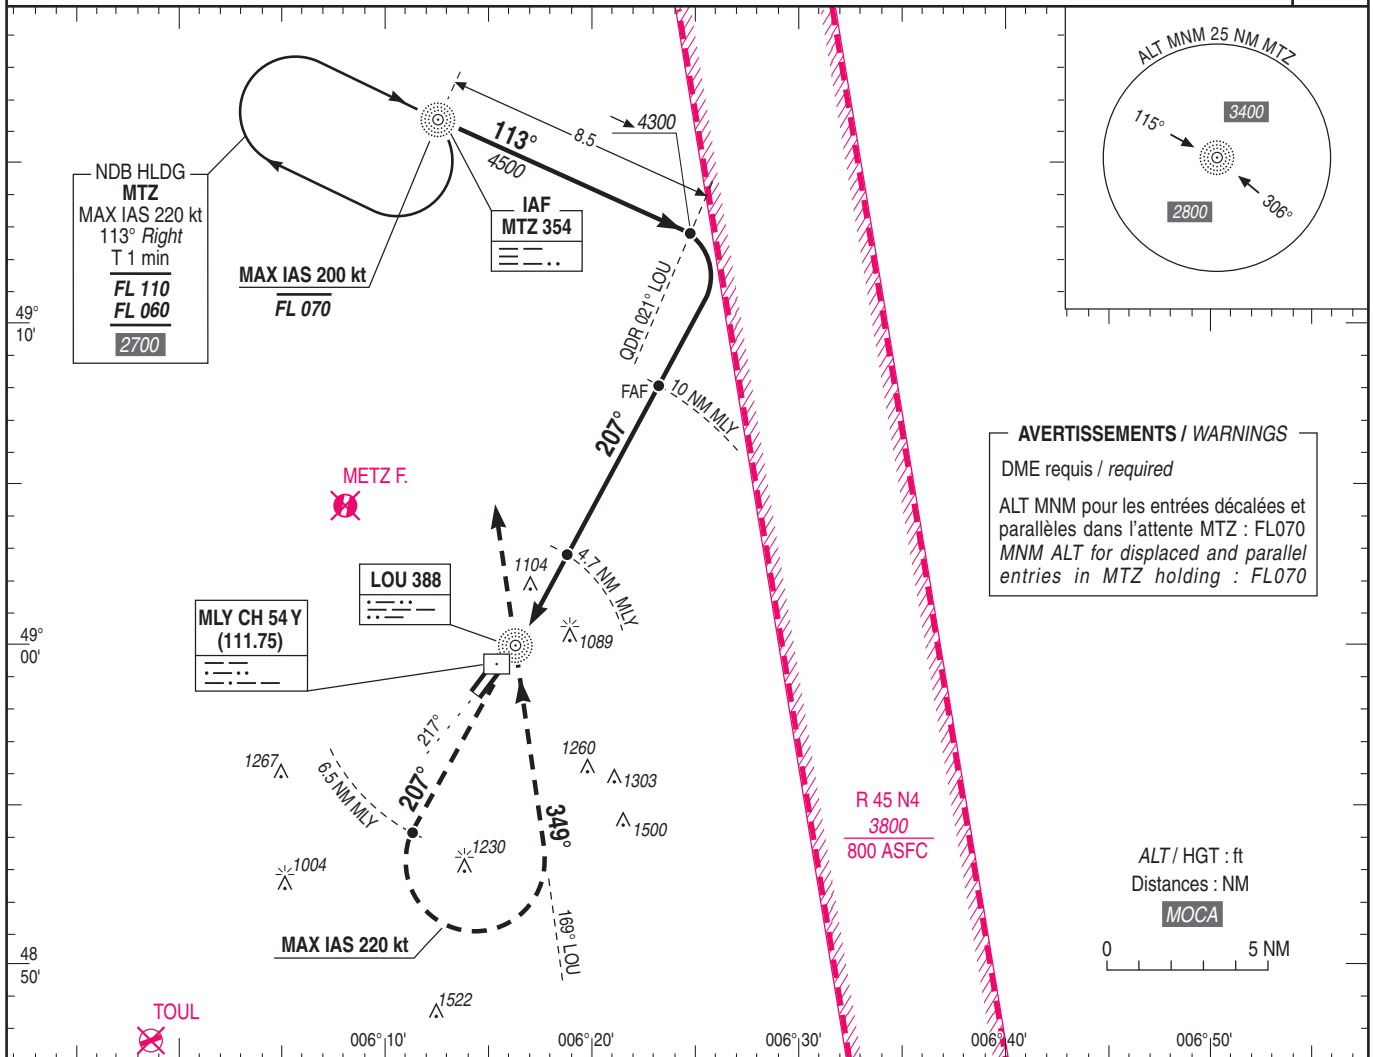 ALT MNM 25 NM MTZ
115°
3400
2800
306°
NDB HLDG
MTZ
MAX IAS 220 kt
113° Right
T 1 min
FL 110
FL 060
2700
MAX IAS 200 kt
FL 070
IAF
MTZ 354
113°
4500
8.5
4300
QDR 021° LOU
FAF
10 NM MLY
207°
49°
10'
AVERTISSEMENTS / WARNINGS
DME requis / required
ALT MNM pour les entrées décalées et
parallèles dans l'attente MTZ : FL070
MNM ALT for displaced and parallel
entries in MTZ holding : FL070
METZ F.
1104
4.7 NM MLY
1089
LOU 388
MLY CH 54 Y
(111.75)
49°
00'
217°
207°
6.5 NM MLY
1267
1260
1303
1500
349°
1230
1004
169° LOU
MAX IAS 220 kt
1522
R 45 N4
3800
800 ASFC
ALT / HGT : ft
Distances : NM
MOCA
0 5 NM
48
50'
TOUL
006°10' 006°20' 006°30' 006°40' 006°50'